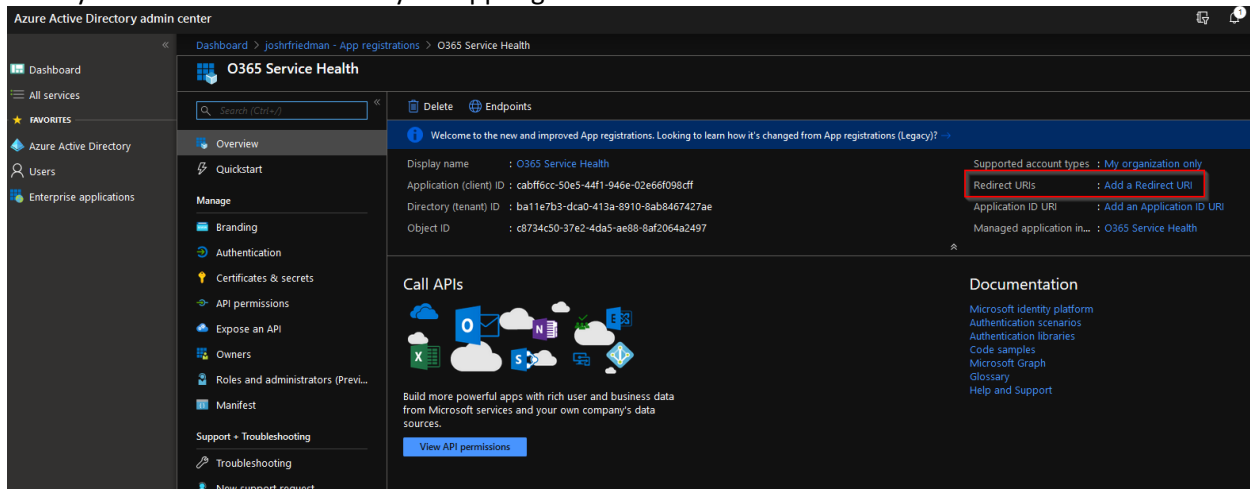 Azure Active Directory admin center
1
Dashboard > joshrfriedman - App registrations > O365 Service Health
O365 Service Health
Dashboard
All services
FAVORITES
Azure Active Directory
Users
Enterprise applications
Search (Ctrl+/)
Overview
Quickstart
Manage
Branding
Authentication
Certificates & secrets
API permissions
Expose an API
Owners
Roles and administrators (Previ...
Manifest
Support + Troubleshooting
Troubleshooting
New support request
Delete Endpoints
Welcome to the new and improved App registrations. Looking to learn how it's changed from App registrations (Legacy)? →
Display name : O365 Service Health
Application (client) ID : cabff6cc-50e5-44f1-946e-02e66f098cff
Directory (tenant) ID : ba11e7b3-dca0-413a-8910-8ab8467427ae
Object ID : c8734c50-37e2-4da5-ae88-8af2064a2497
Supported account types : My organization only
Redirect URIs : Add a Redirect URI
Application ID URI : Add an Application ID URI
Managed application in... : O365 Service Health
Call APIs
Build more powerful apps with rich user and business data
from Microsoft services and your own company's data
sources.
View API permissions
Documentation
Microsoft identity platform
Authentication scenarios
Authentication libraries
Code samples
Microsoft Graph
Glossary
Help and Support